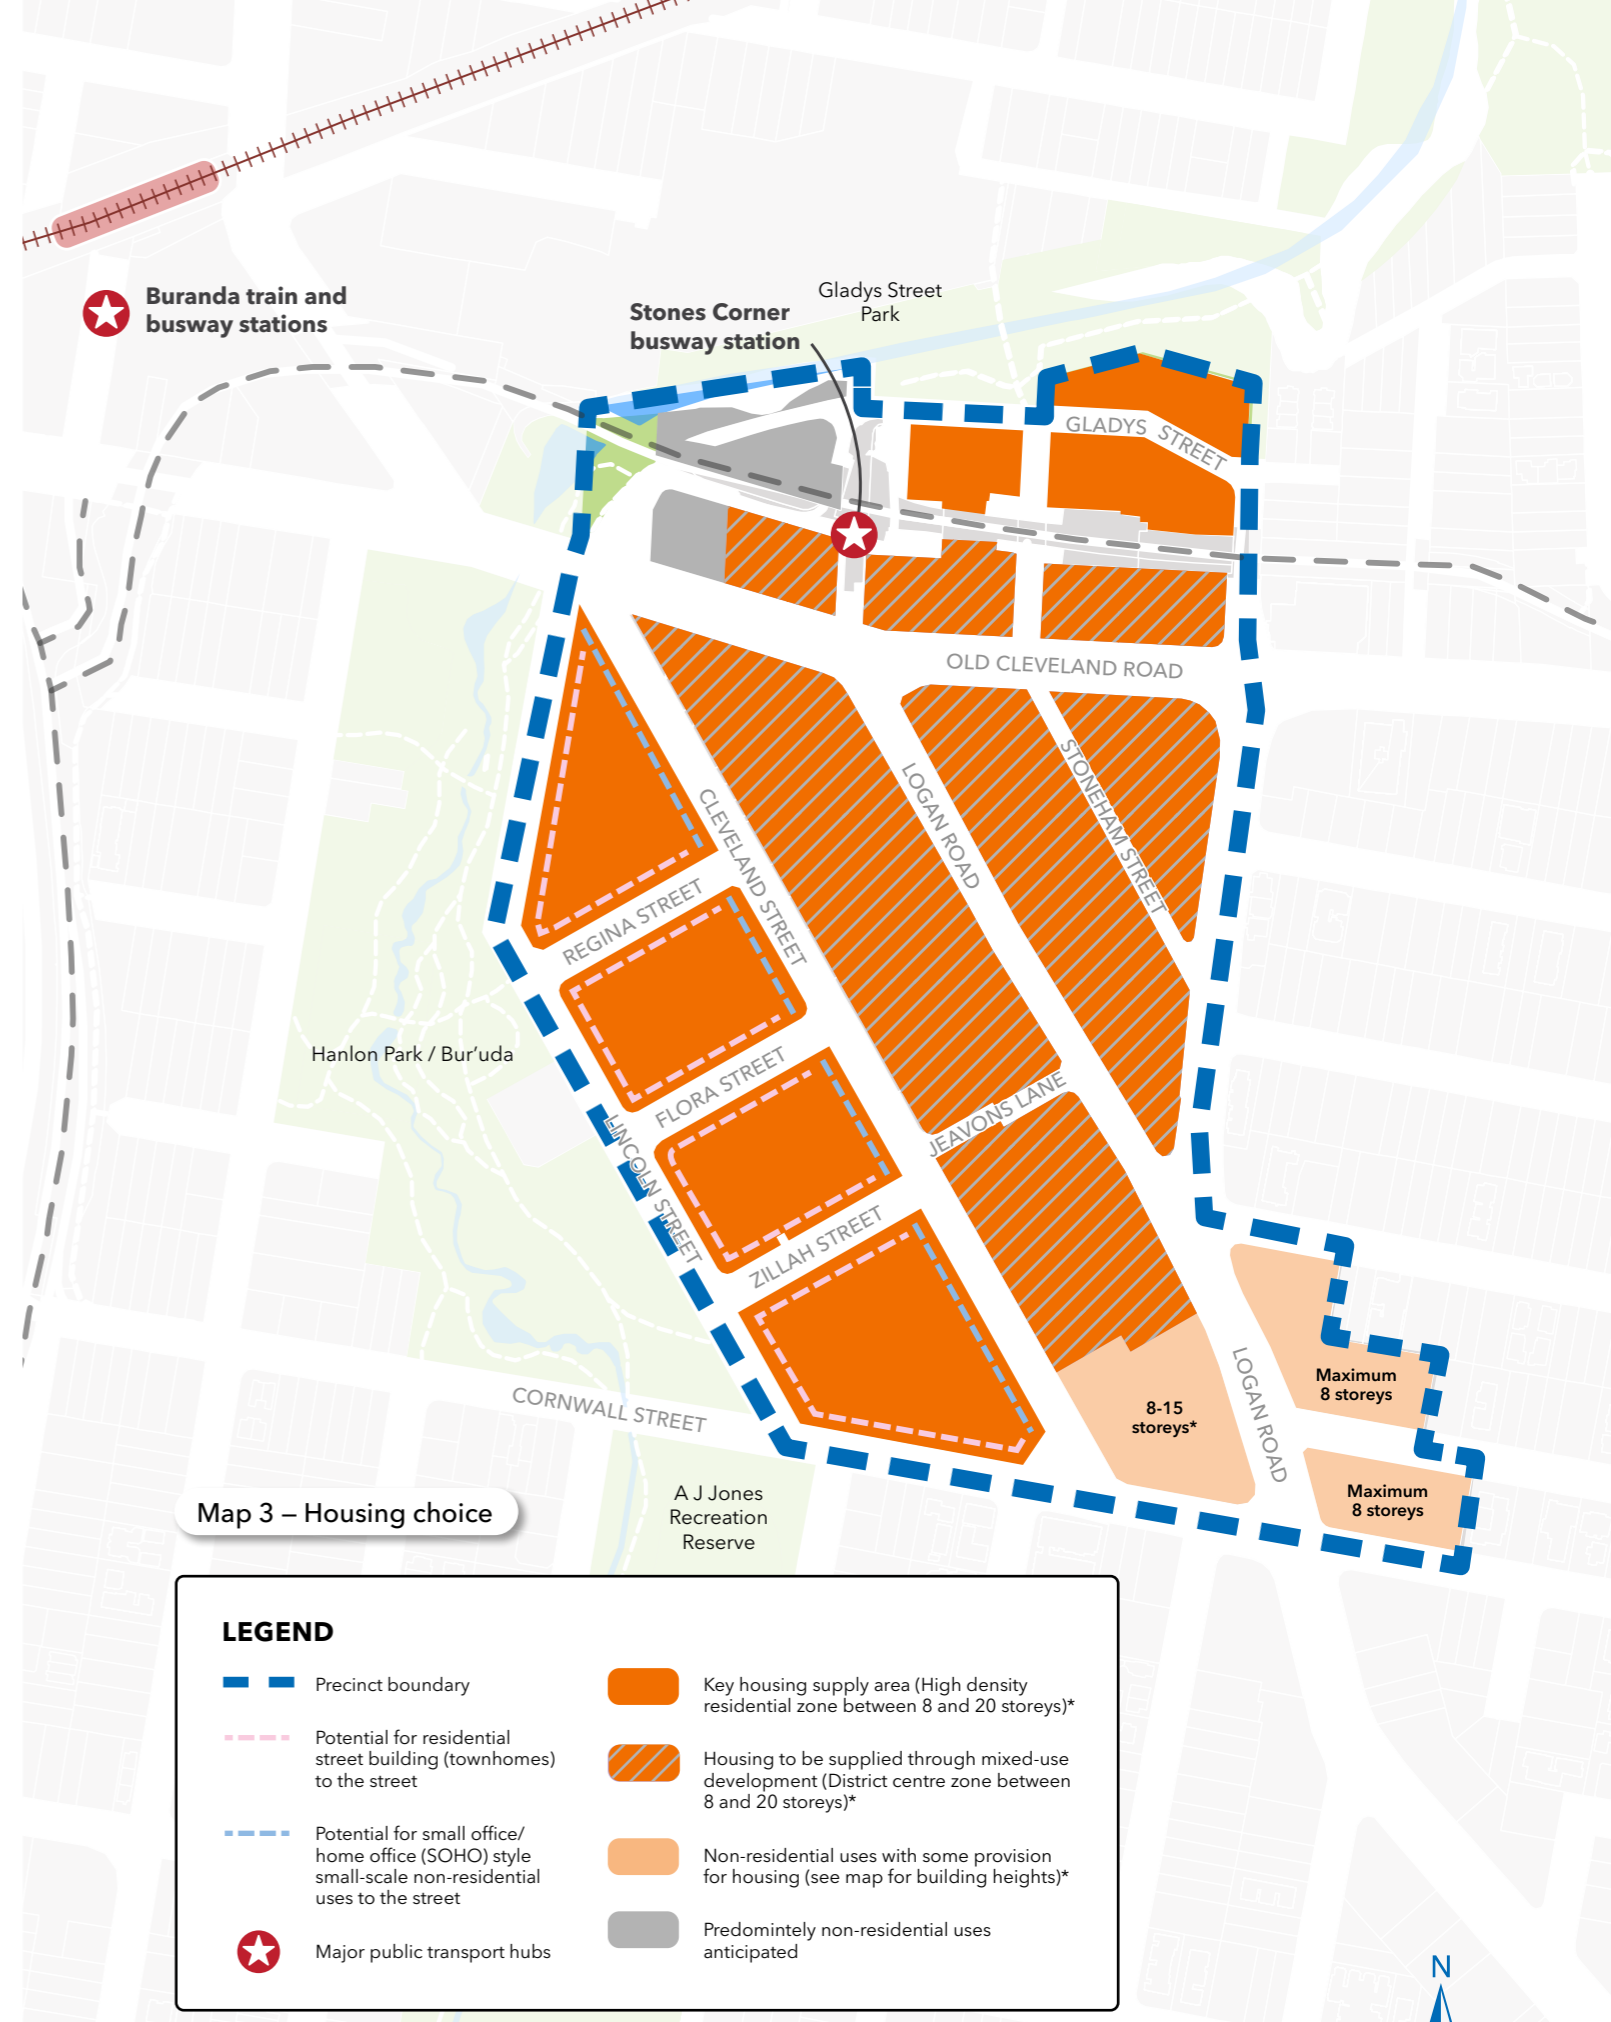 Buranda train and
busway stations
Stones Corner
busway station
Gladys Street
Park
GLADYS STREET
OLD CLEVELAND ROAD
STONEHAM STREET
LOGAN ROAD
CLEVELAND STREET
REGINA STREET
Hanlon Park / Bur'uda
FLORA STREET
JEAVONS LANE
LINCOLN STREET
ZILLAH STREET
CORNWALL STREET
LOGAN ROAD
Maximum
8 storeys
8-15
storeys*
Maximum
8 storeys
A J Jones
Recreation
Reserve
Map 3 – Housing choice
LEGEND
Precinct boundary
Potential for residential
street building (townhomes)
to the street
Potential for small office/
home office (SOHO) style
small-scale non-residential
uses to the street
Major public transport hubs
Key housing supply area (High density
residential zone between 8 and 20 storeys)*
Housing to be supplied through mixed-use
development (District centre zone between
8 and 20 storeys)*
Non-residential uses with some provision
for housing (see map for building heights)*
Predomintely non-residential uses
anticipated
N